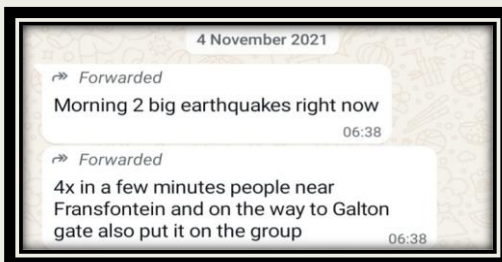 4 November 2021
Forwarded
Morning 2 big earthquakes right now
06:38
Forwarded
4x in a few minutes people near
Fransfontein and on the way to Galton
gate also put it on the group
06:38